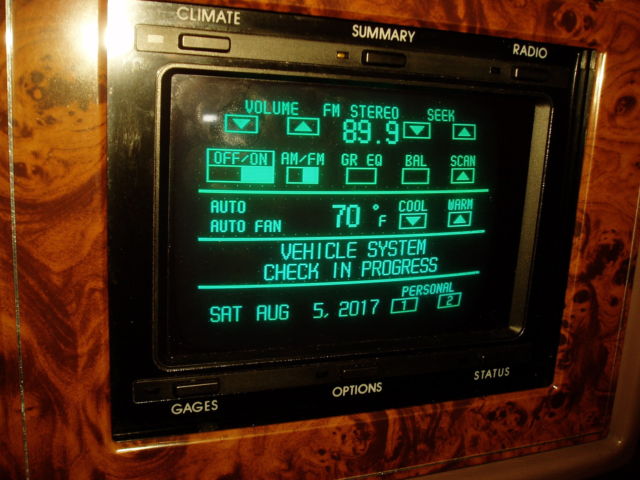 CLIMATE
SUMMARY
RADIO
VOLUME FM STEREO SEEK
89.9
OFF/ON AM/FM GR EQ BAL SCAN
AUTO 70 °F COOL WARM
AUTO FAN
VEHICLE SYSTEM
CHECK IN PROGRESS
SAT AUG 5, 2017 PERSONAL
1 2
GAGES
OPTIONS
STATUS